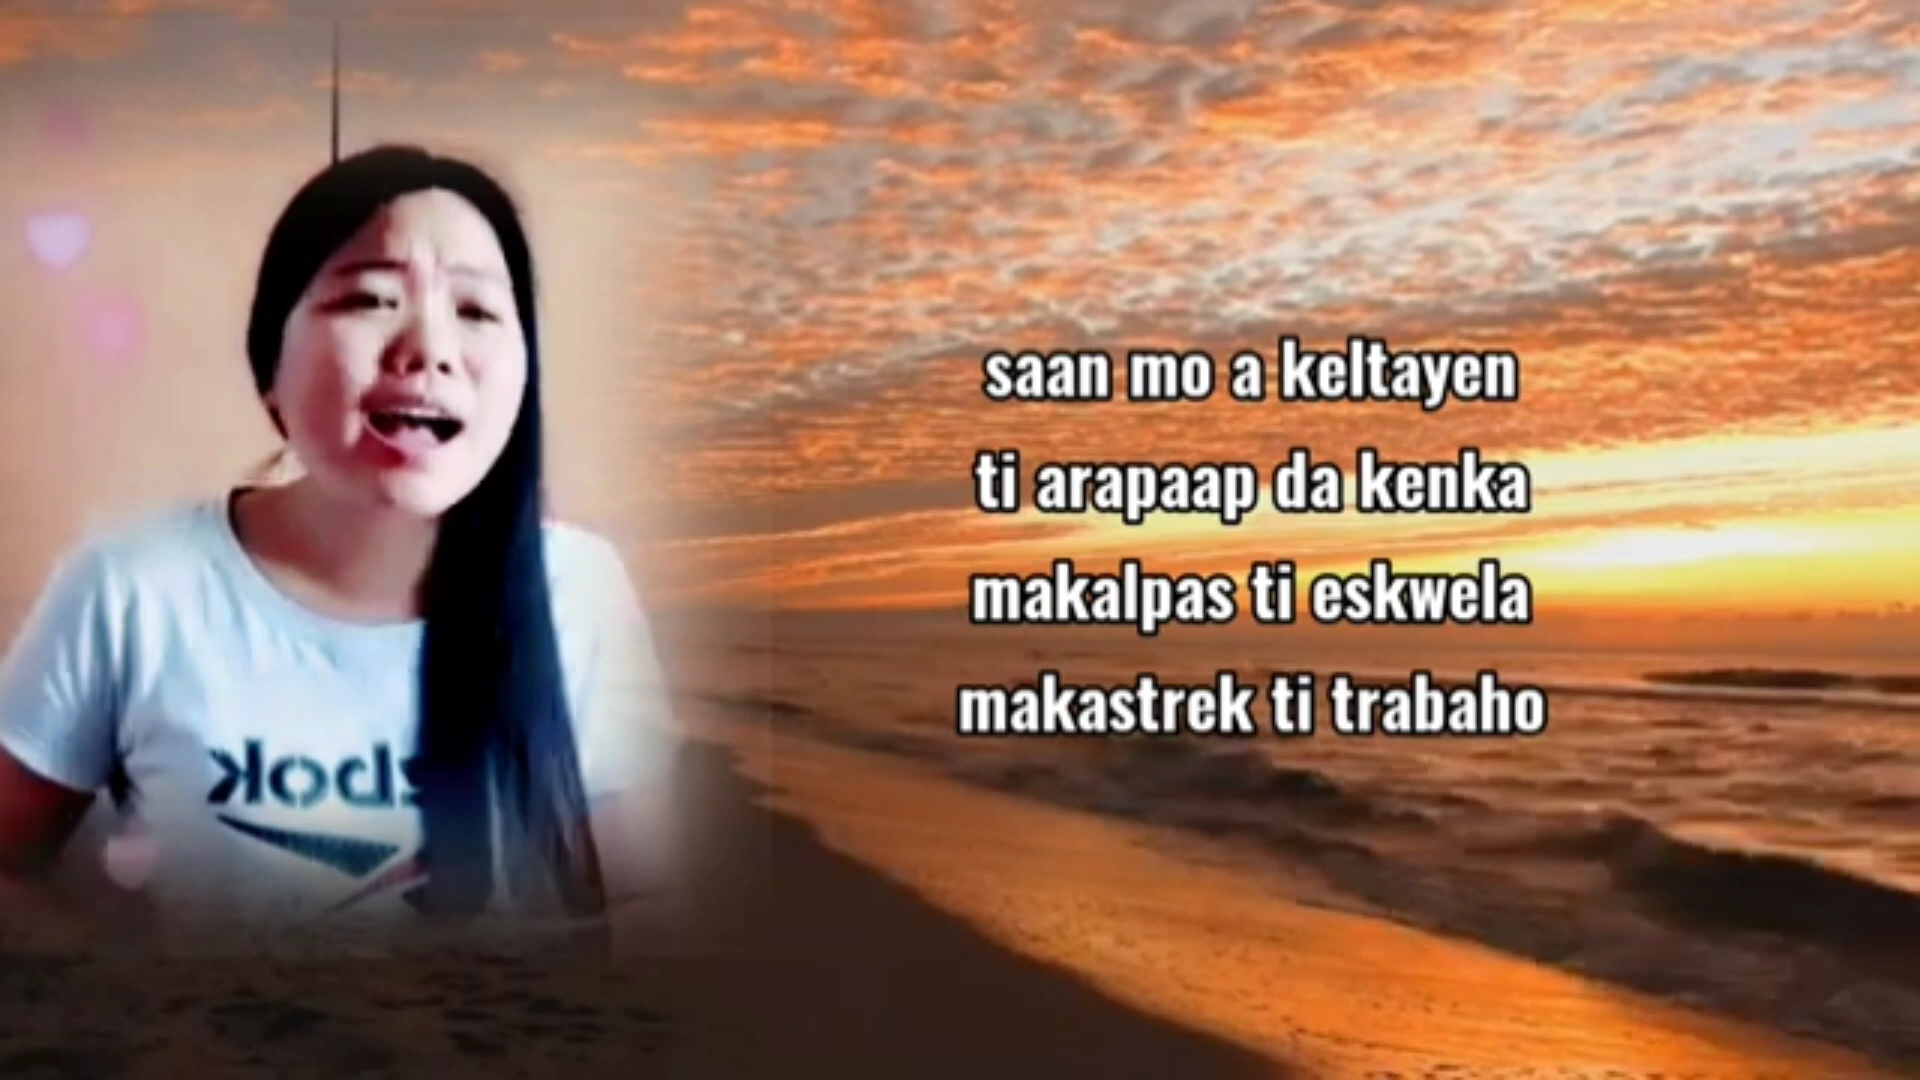 saan mo a keltayen
ti arapaap da kenka
makalpas ti eskwela
makastrek ti trabaho